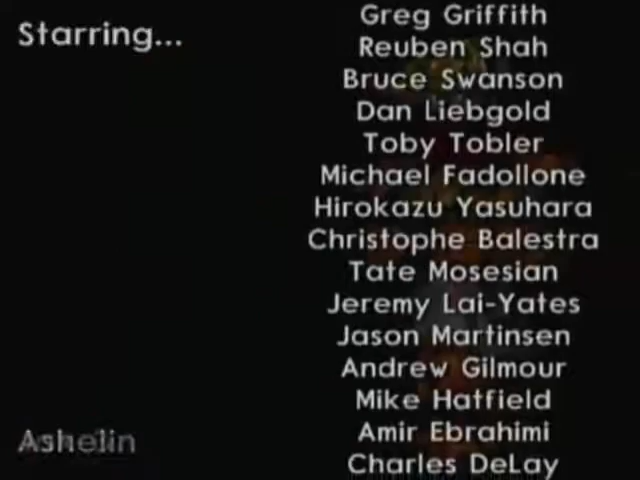 Starring...
Greg Griffith
Reuben Shah
Bruce Swanson
Dan Liebgold
Toby Tobler
Michael Fadollone
Hirokazu Yasuhara
Christophe Balestra
Tate Mosesian
Jeremy Lai-Yates
Jason Martinsen
Andrew Gilmour
Mike Hatfield
Amir Ebrahimi
Charles DeLay
Ashelin